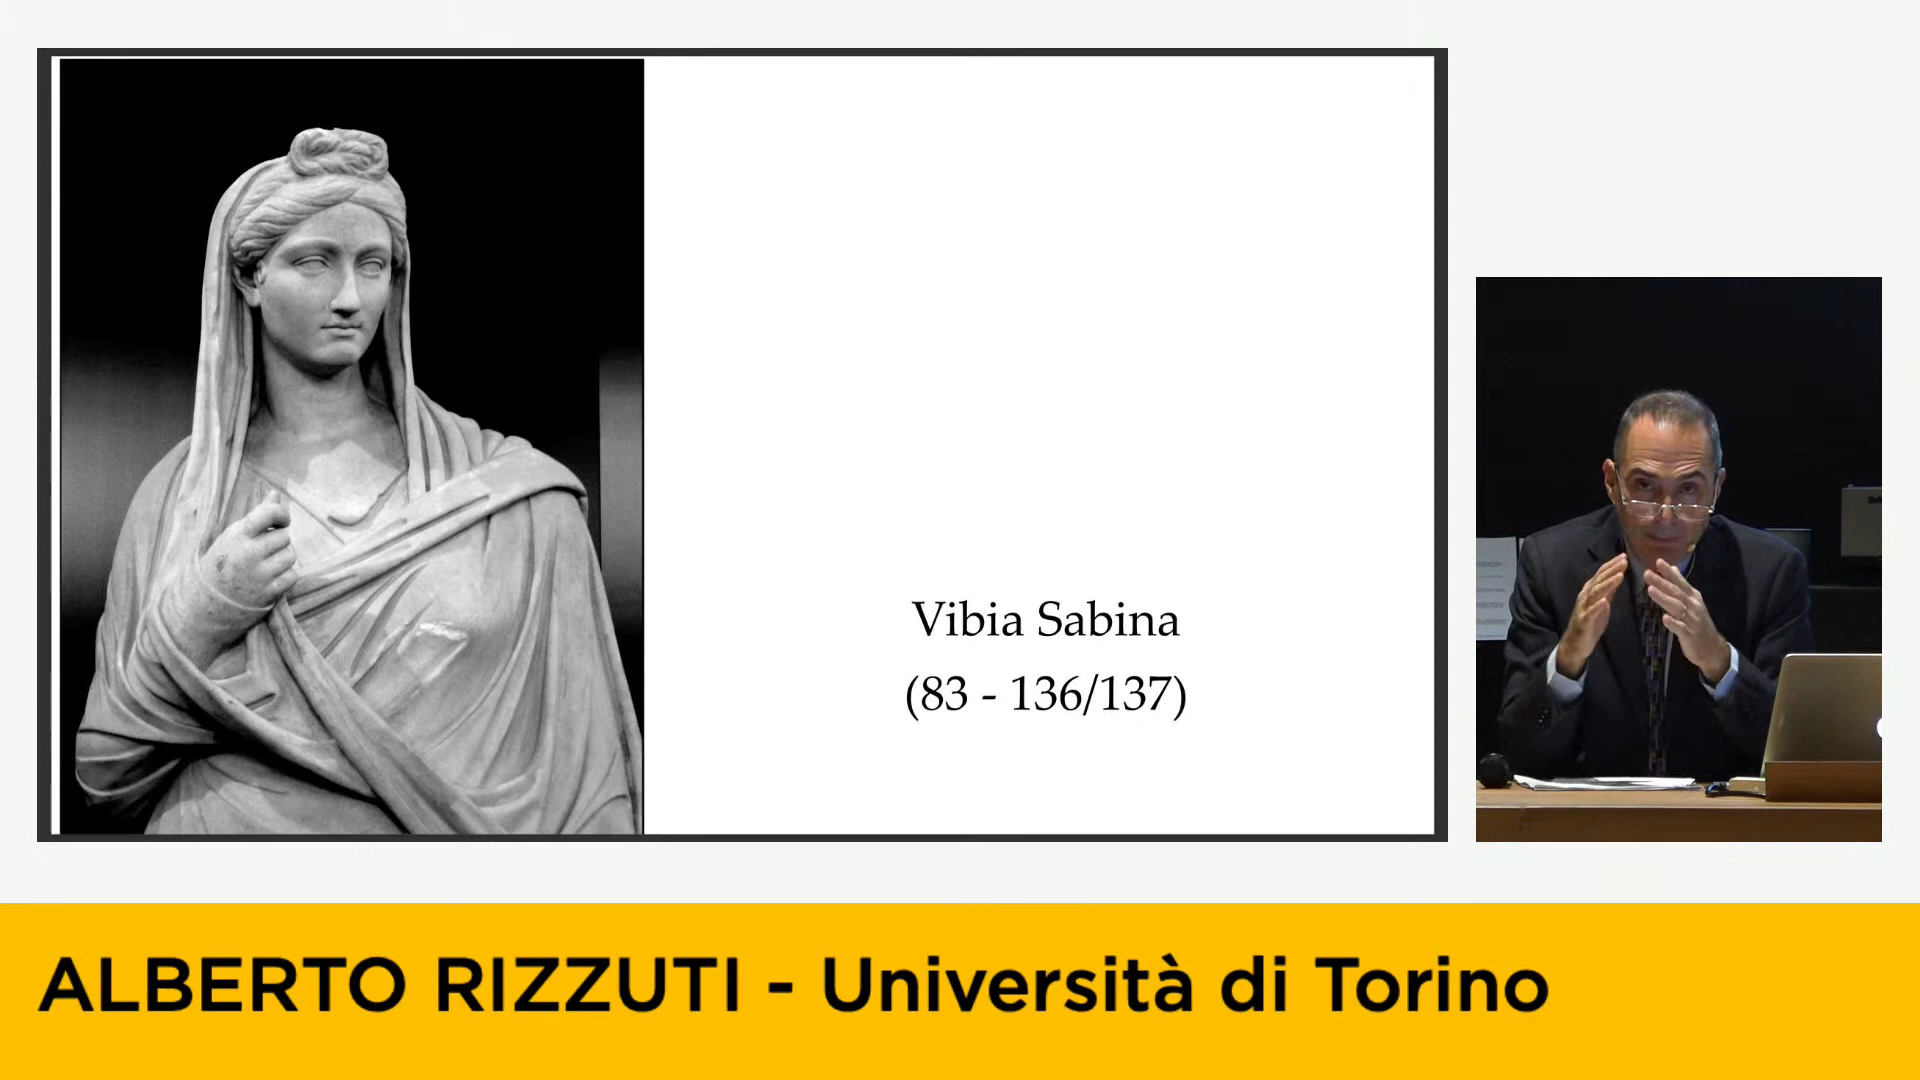 Vibia Sabina
(83 - 136/137)
ALBERTO RIZZUTI - Università di Torino